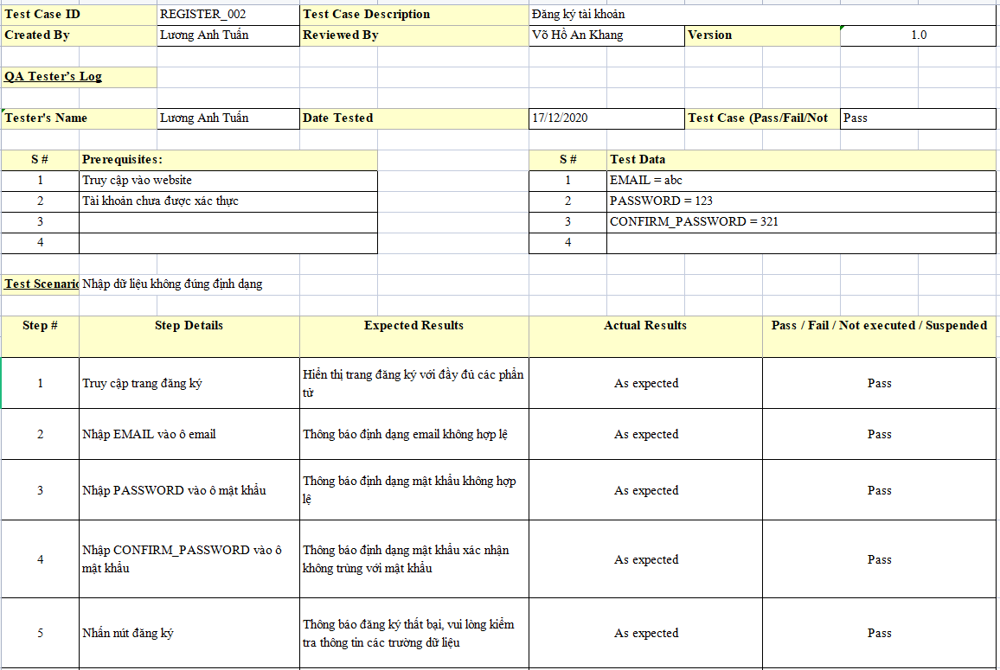 Test Case ID REGISTER_002 Test Case Description Đăng ký tài khoản
Created By Lương Anh Tuấn Reviewed By Võ Hồ An Khang Version 1.0
QA Tester’s Log
Tester's Name Lương Anh Tuấn Date Tested 17/12/2020 Test Case (Pass/Fail/Not Pass
S # Prerequisites: S # Test Data
1 Truy cập vào website 1 EMAIL = abc
2 Tài khoản chưa được xác thực 2 PASSWORD = 123
3 3 CONFIRM_PASSWORD = 321
4 4
Test Scenario Nhập dữ liệu không đúng định dạng
Step # Step Details Expected Results Actual Results Pass / Fail / Not executed / Suspended
1 Truy cập trang đăng ký Hiển thị trang đăng ký với đầy đủ các phần
tử As expected Pass
2 Nhập EMAIL vào ô email Thông báo định dạng email không hợp lệ As expected Pass
3 Nhập PASSWORD vào ô mật khẩu Thông báo định dạng mật khẩu không hợp
lệ As expected Pass
4 Nhập CONFIRM_PASSWORD vào ô
mật khẩu Thông báo định dạng mật khẩu xác nhận
không trùng với mật khẩu As expected Pass
5 Nhấn nút đăng ký Thông báo đăng ký thất bại, vui lòng kiểm
tra thông tin các trường dữ liệu As expected Pass